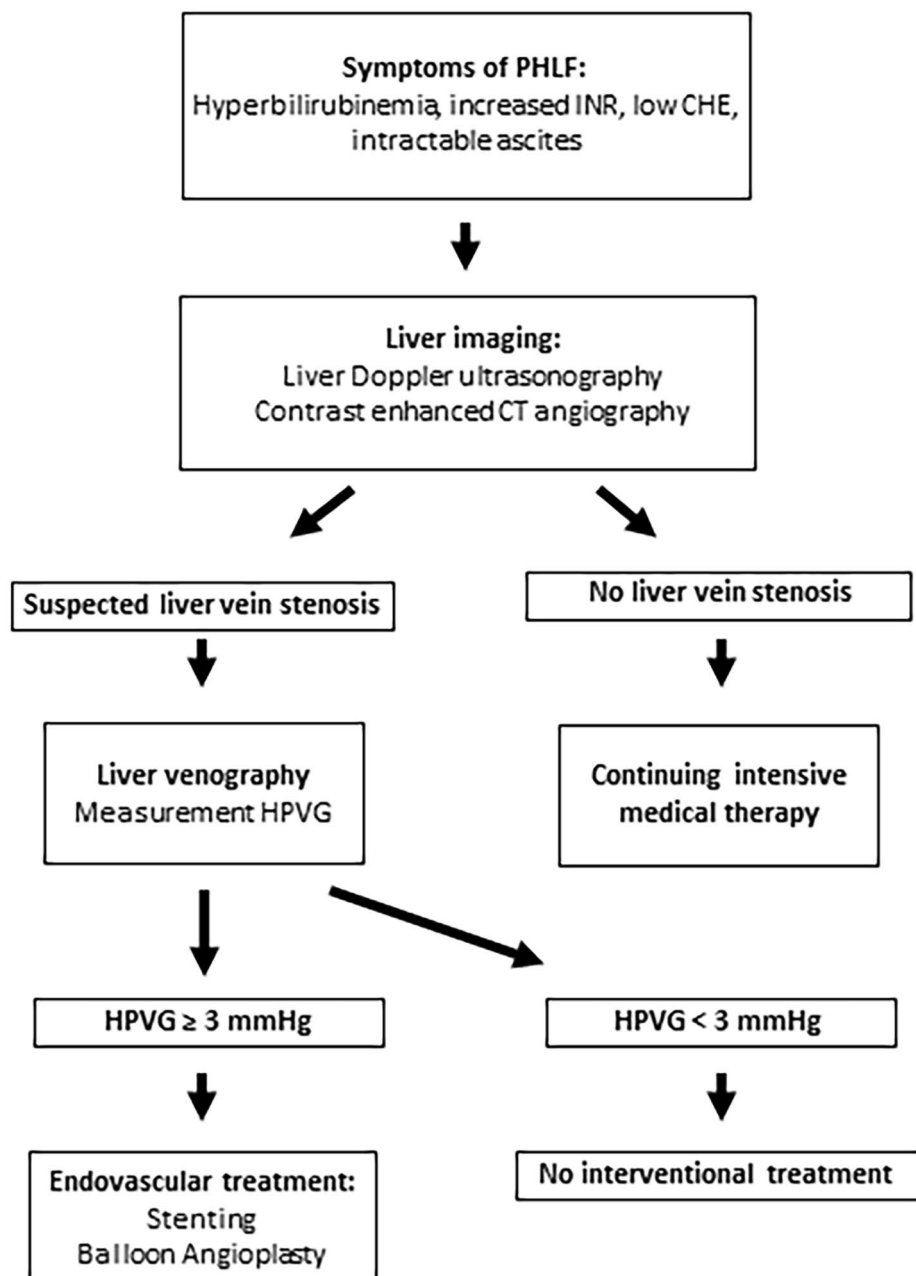 Symptoms of PHLF:
Hyperbilirubinemia, increased INR, low CHE,
intractable ascites
Liver imaging:
Liver Doppler ultrasonography
Contrast enhanced CT angiography
Suspected liver vein stenosis
No liver vein stenosis
Liver venography
Measurement HPVG
Continuing intensive
medical therapy
HPVG ≥ 3 mmHg
HPVG < 3 mmHg
Endovascular treatment:
Stenting
Balloon Angioplasty
No interventional treatment